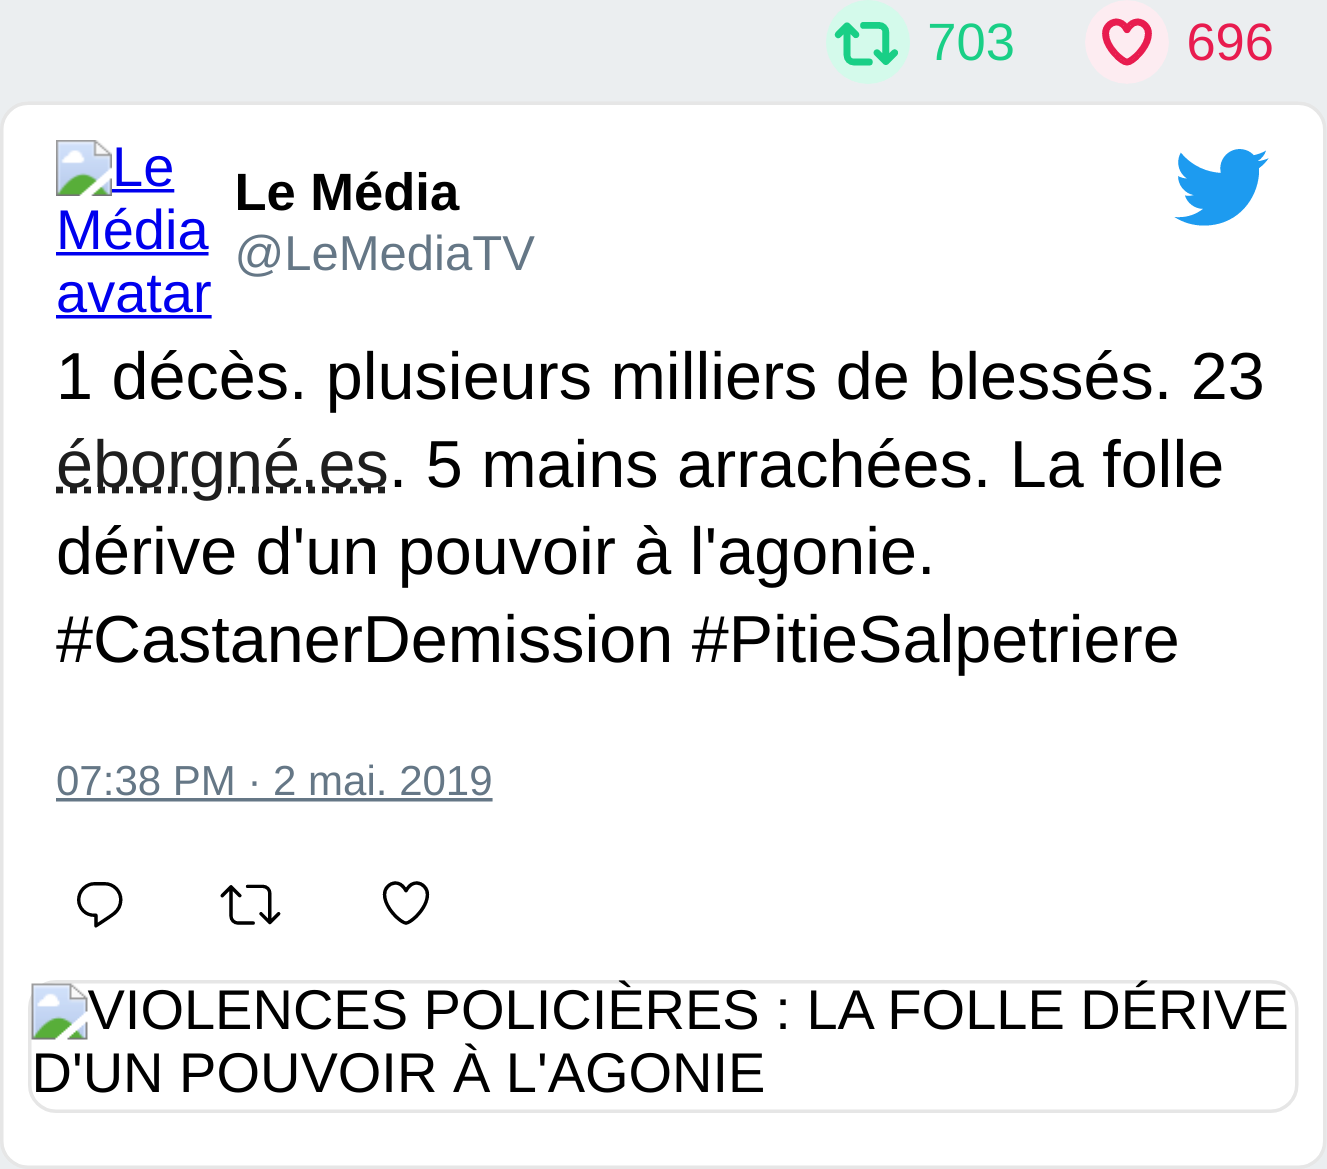 703 696
Le
Média
avatar
Le Média
@LeMediaTV
1 décès. plusieurs milliers de blessés. 23
éborgné.es. 5 mains arrachées. La folle
dérive d'un pouvoir à l'agonie.
#CastanerDemission #PitieSalpetriere
07:38 PM · 2 mai. 2019
VIOLENCES POLICIÈRES : LA FOLLE DÉRIVE
D'UN POUVOIR À L'AGONIE